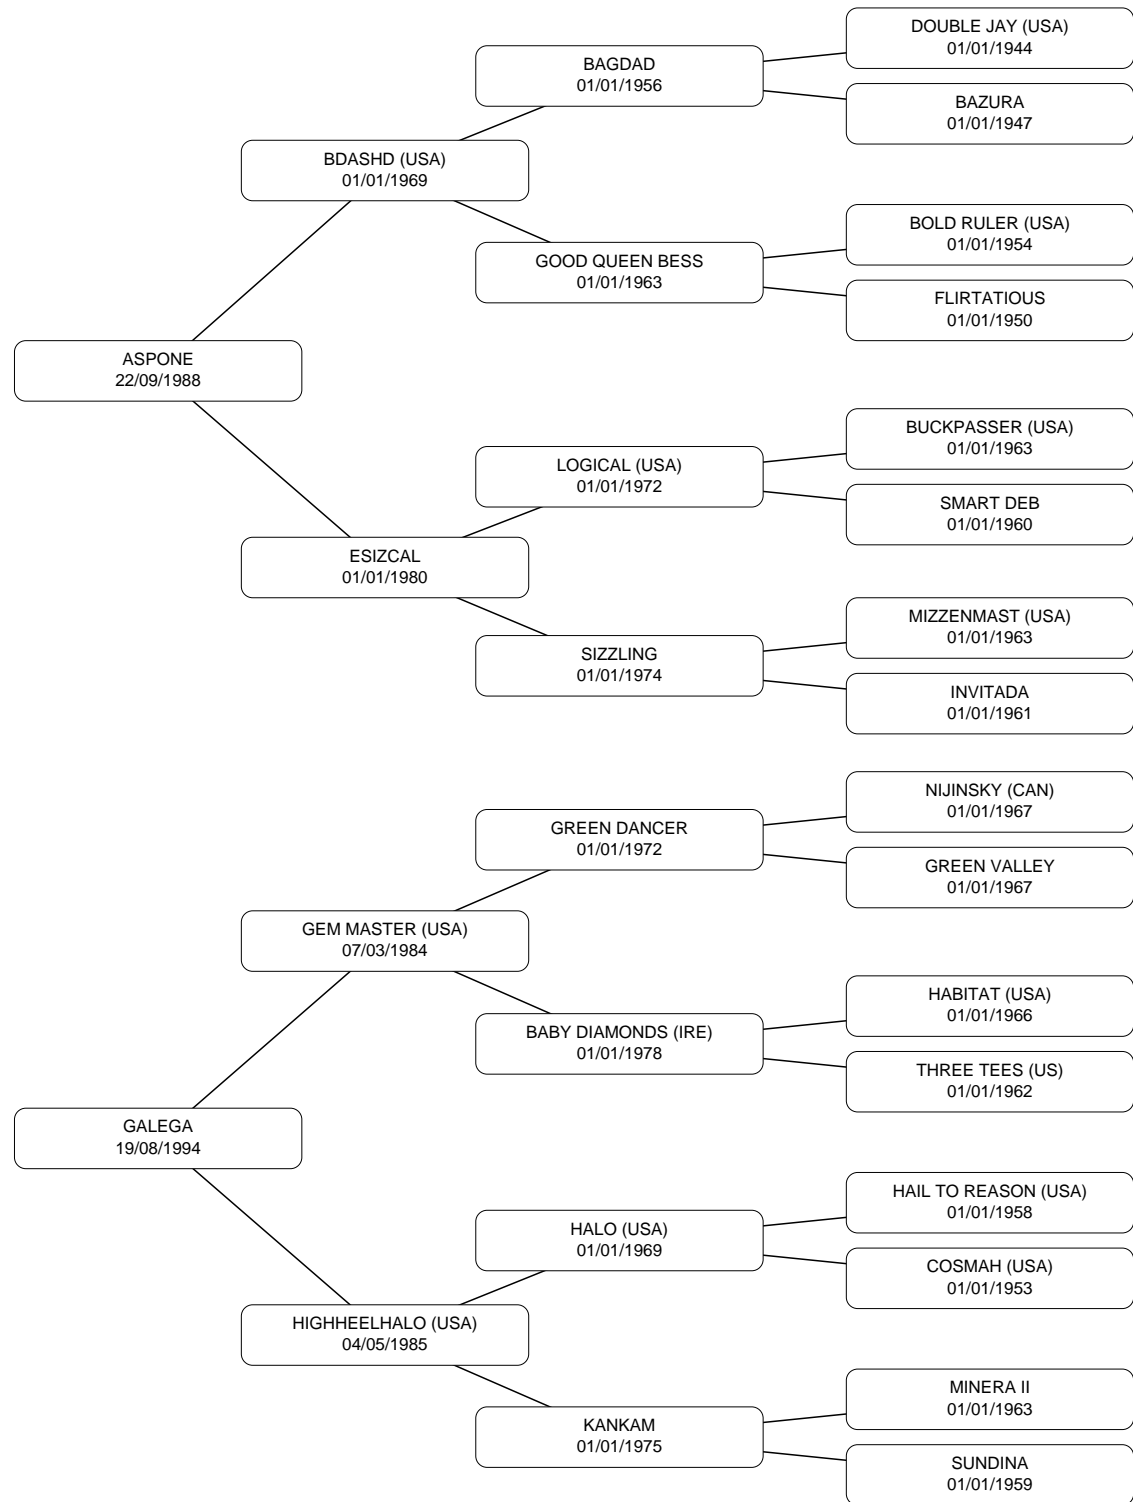 DOUBLE JAY (USA)
01/01/1944
BAGDAD
01/01/1956
BAZURA
01/01/1947
BDASHD (USA)
01/01/1969
BOLD RULER (USA)
01/01/1954
GOOD QUEEN BESS
01/01/1963
FLIRTATIOUS
01/01/1950
ASPONE
22/09/1988
BUCKPASSER (USA)
01/01/1963
LOGICAL (USA)
01/01/1972
SMART DEB
01/01/1960
ESIZCAL
01/01/1980
MIZZENMAST (USA)
01/01/1963
SIZZLING
01/01/1974
INVITADA
01/01/1961
NIJINSKY (CAN)
01/01/1967
GREEN DANCER
01/01/1972
GREEN VALLEY
01/01/1967
GEM MASTER (USA)
07/03/1984
HABITAT (USA)
01/01/1966
BABY DIAMONDS (IRE)
01/01/1978
THREE TEES (US)
01/01/1962
GALEGA
19/08/1994
HAIL TO REASON (USA)
01/01/1958
HALO (USA)
01/01/1969
COSMAH (USA)
01/01/1953
HIGHHEELHALO (USA)
04/05/1985
MINERA II
01/01/1963
KANKAM
01/01/1975
SUNDINA
01/01/1959